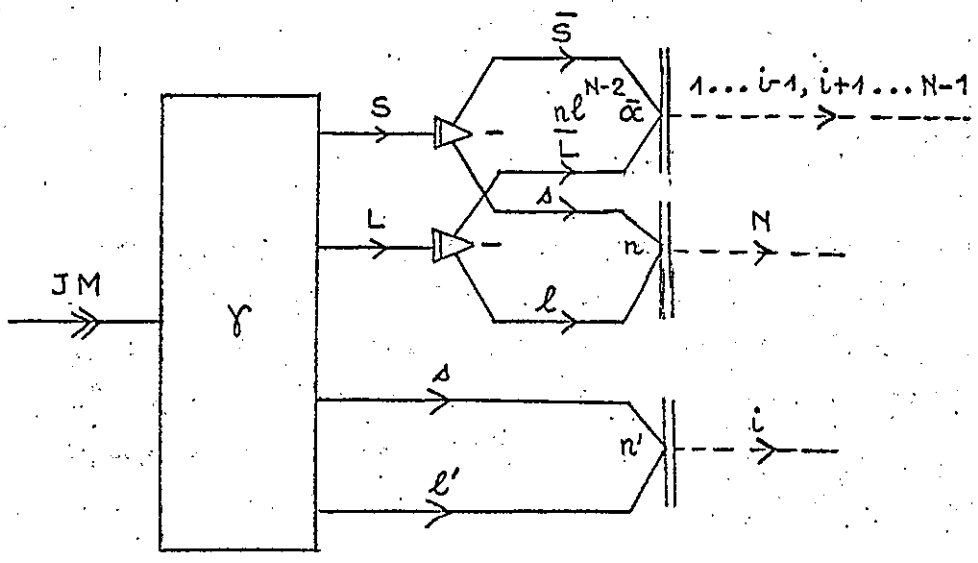 S̄
1...i-1, i+1...N-1
nl^{N-2} ᾱ
S
L̄
s
L
N
n
JM
l
γ
s
i
n'
l'